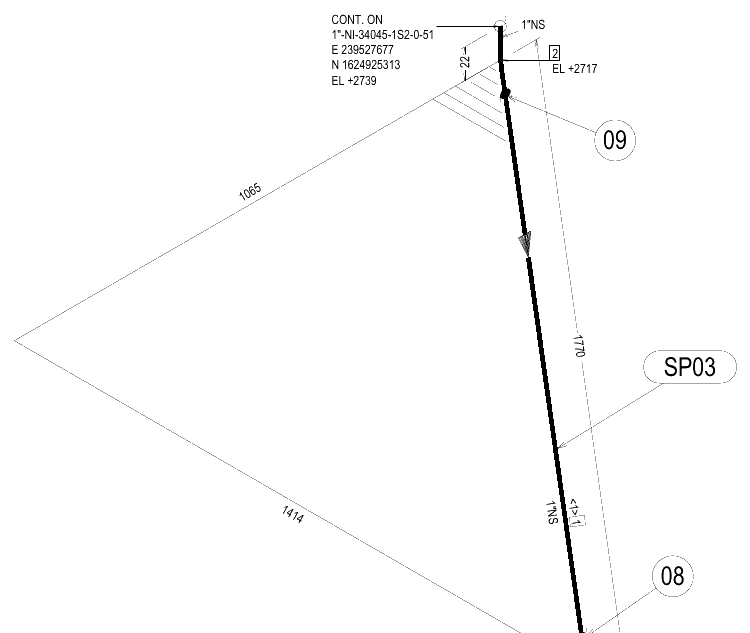 CONT. ON
1"-NI-34045-1S2-0-51
E 239527677
N 1624925313
EL +2739
1"NS
22
2
EL +2717
09
1065
1770
SP03
1414
1"NS
<1> 1
08